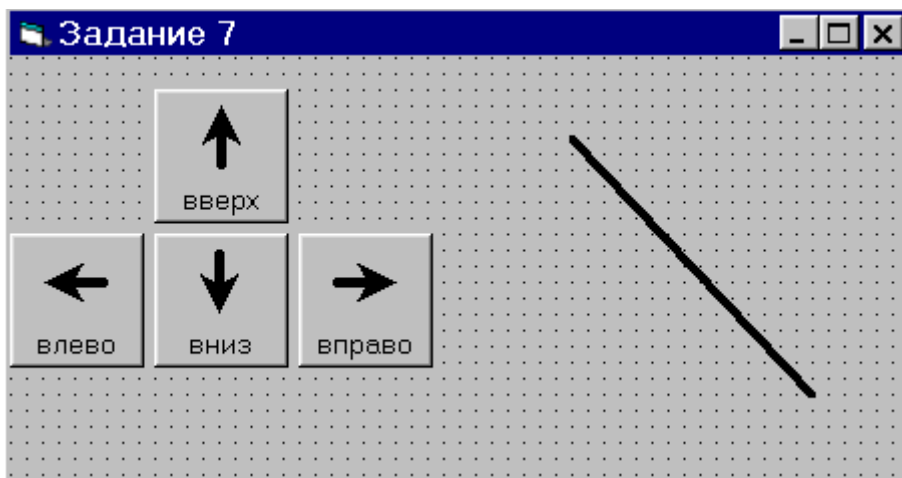 Задание 7
вверх
влево
вниз
вправо